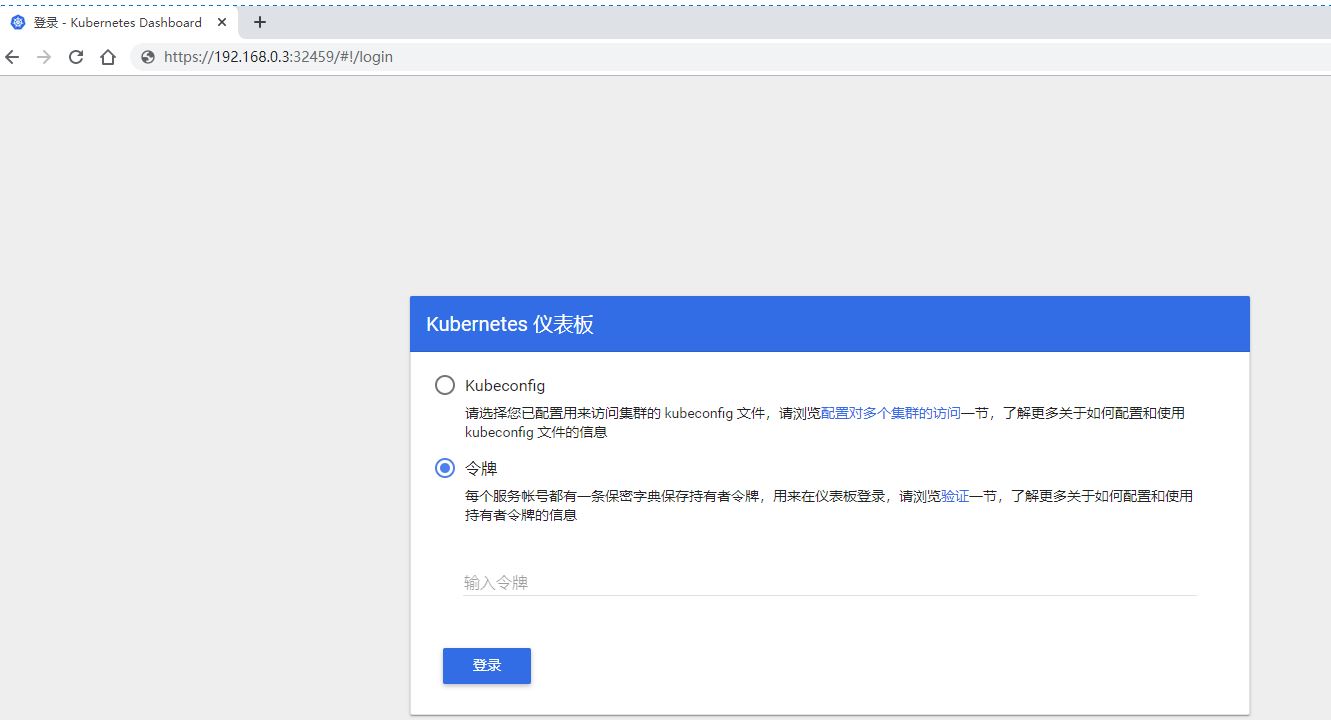 登录 - Kubernetes Dashboard
https://192.168.0.3:32459/#!/login
Kubernetes 仪表板
Kubeconfig
请选择您已配置用来访问集群的 kubeconfig 文件，请浏览配置对多个集群的访问一节，了解更多关于如何配置和使用
kubeconfig 文件的信息
令牌
每个服务帐号都有一条保密字典保存持有者令牌，用来在仪表板登录，请浏览验证一节，了解更多关于如何配置和使用
持有者令牌的信息
输入令牌
登录